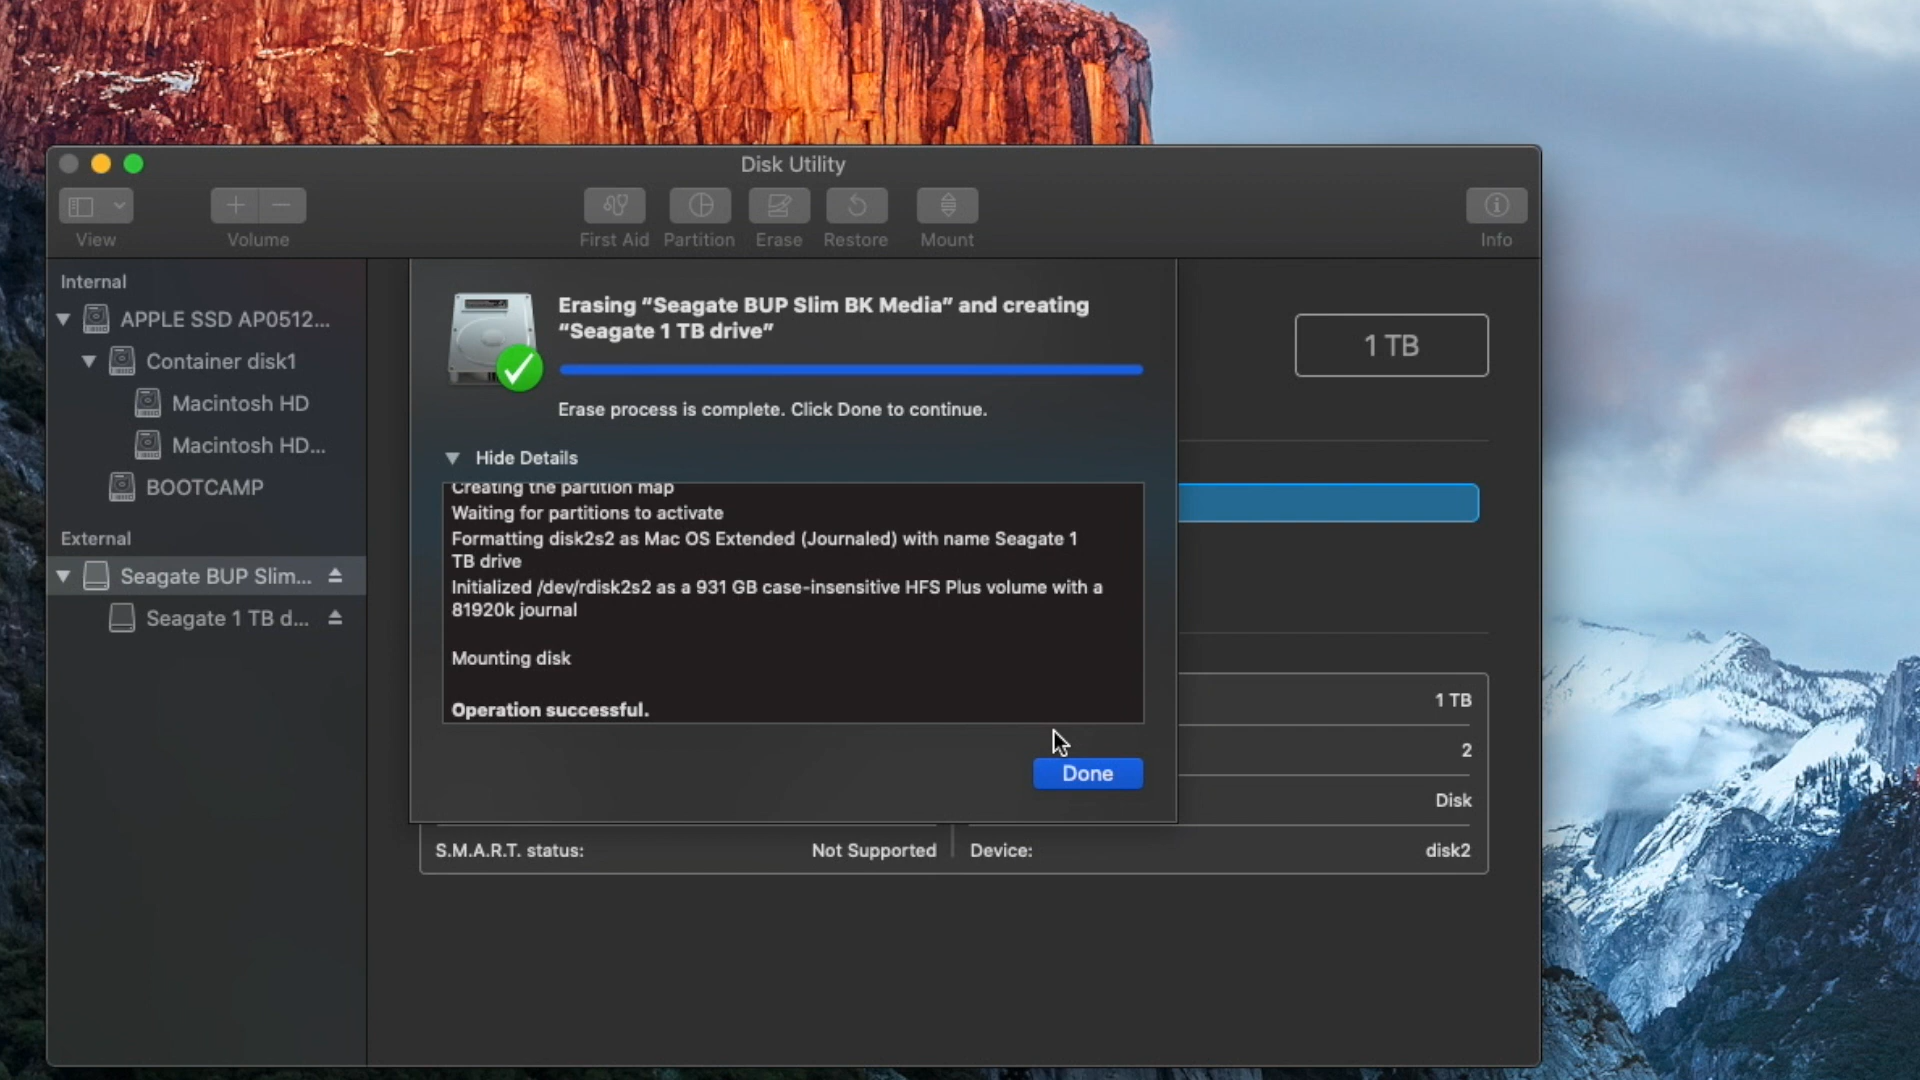 Disk Utility
View
Volume
First Aid
Partition
Erase
Restore
Mount
Info
Internal
APPLE SSD AP0512...
Container disk1
Macintosh HD
Macintosh HD...
BOOTCAMP
External
Seagate BUP Slim...
Seagate 1 TB d...
Erasing “Seagate BUP Slim BK Media” and creating
“Seagate 1 TB drive”
Erase process is complete. Click Done to continue.
Hide Details
Creating the partition map
Waiting for partitions to activate
Formatting disk2s2 as Mac OS Extended (Journaled) with name Seagate 1
TB drive
Initialized /dev/rdisk2s2 as a 931 GB case-insensitive HFS Plus volume with a
81920k journal
Mounting disk
Operation successful.
Done
1 TB
1 TB
2
Disk
S.M.A.R.T. status:
Not Supported
Device:
disk2